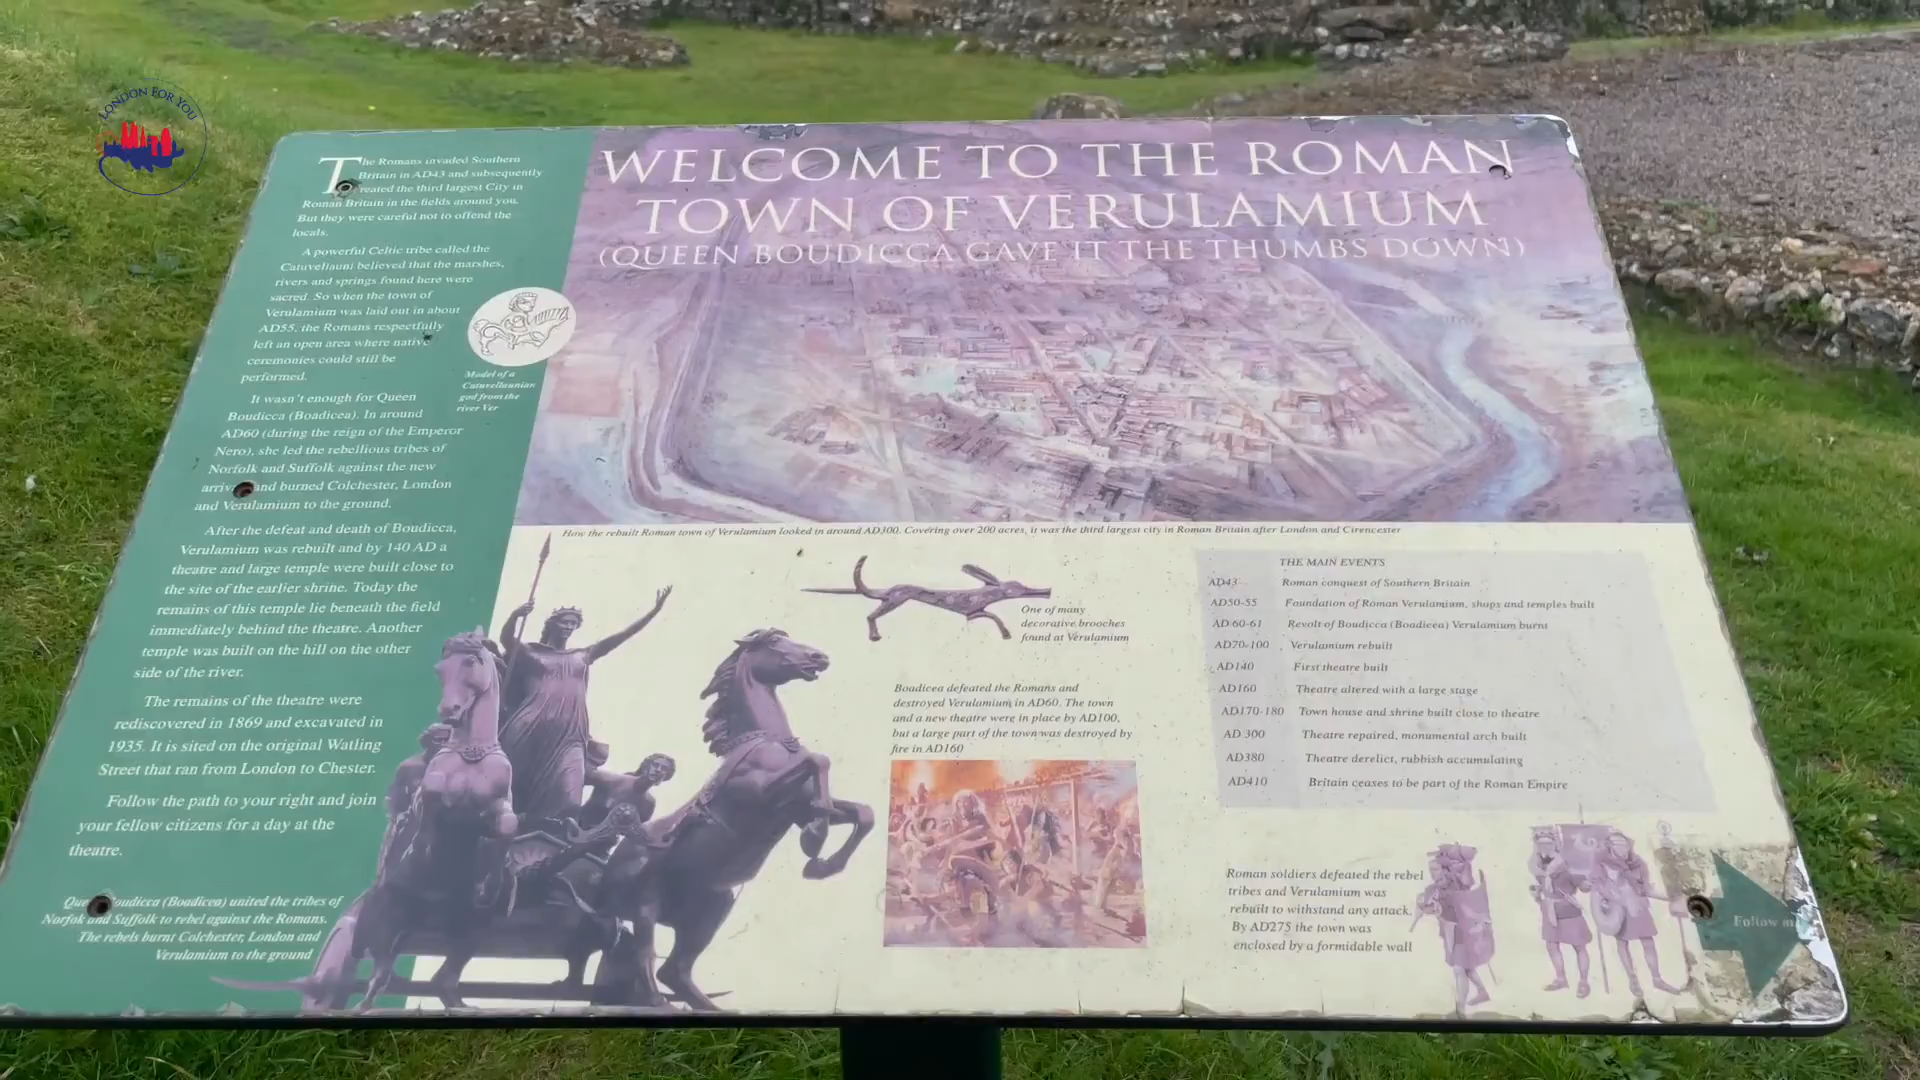 LONDON FOR YOU
WELCOME TO THE ROMAN
TOWN OF VERULAMIUM
(QUEEN BOUDICCA GAVE IT THE THUMBS DOWN)
The Romans invaded Southern
Britain in AD43 and subsequently
reated the third largest City in
Roman Britain in the fields around you.
But they were careful not to offend the
locals.
A powerful Celtic tribe called the
Catuvellauni believed that the marshes,
rivers and springs found here were
sacred. So when the town of
Verulamium was laid out in about
AD55, the Romans respectfully
left an open area where native
ceremonies could still be
performed.
Model of a
Catuvellaunian
god from the
river Ver
It wasn't enough for Queen
Boudicca (Boadicea). In around
AD60 (during the reign of the Emperor
Nero), she led the rebellious tribes of
Norfolk and Suffolk against the new
arriv and burned Colchester, London
and Verulamium to the ground.
After the defeat and death of Boudicca,
Verulamium was rebuilt and by 140 AD a
theatre and large temple were built close to
the site of the earlier shrine. Today the
remains of this temple lie beneath the field
immediately behind the theatre. Another
temple was built on the hill on the other
side of the river.
The remains of the theatre were
rediscovered in 1869 and excavated in
1935. It is sited on the original Watling
Street that ran from London to Chester.
Follow the path to your right and join
your fellow citizens for a day at the
theatre.
Que oudicca (Boadicea) united the tribes of
Norfok and Suffolk to rebel against the Romans.
The rebels burnt Colchester, London and
Verulamium to the ground
How the rebuilt Roman town of Verulamium looked in around AD300. Covering over 200 acres, it was the third largest city in Roman Britain after London and Cirencester
One of many
decorative brooches
found at Verulamium
Boadicea defeated the Romans and
destroyed Verulamium in AD60. The town
and a new theatre were in place by AD100,
but a large part of the town was destroyed by
fire in AD160
THE MAIN EVENTS
AD43 Roman conquest of Southern Britain
AD50-55 Foundation of Roman Verulamium, shops and temples built
AD 60-61 Revolt of Boudicca (Boadicea) Verulamium burnt
AD70-100 Verulamium rebuilt
AD140 First theatre built
AD160 Theatre altered with a large stage
AD170-180 Town house and shrine built close to theatre
AD 300 Theatre repaired, monumental arch built
AD380 Theatre derelict, rubbish accumulating
AD410 Britain ceases to be part of the Roman Empire
Roman soldiers defeated the rebel
tribes and Verulamium was
rebuilt to withstand any attack.
By AD275 the town was
enclosed by a formidable wall
Follow m